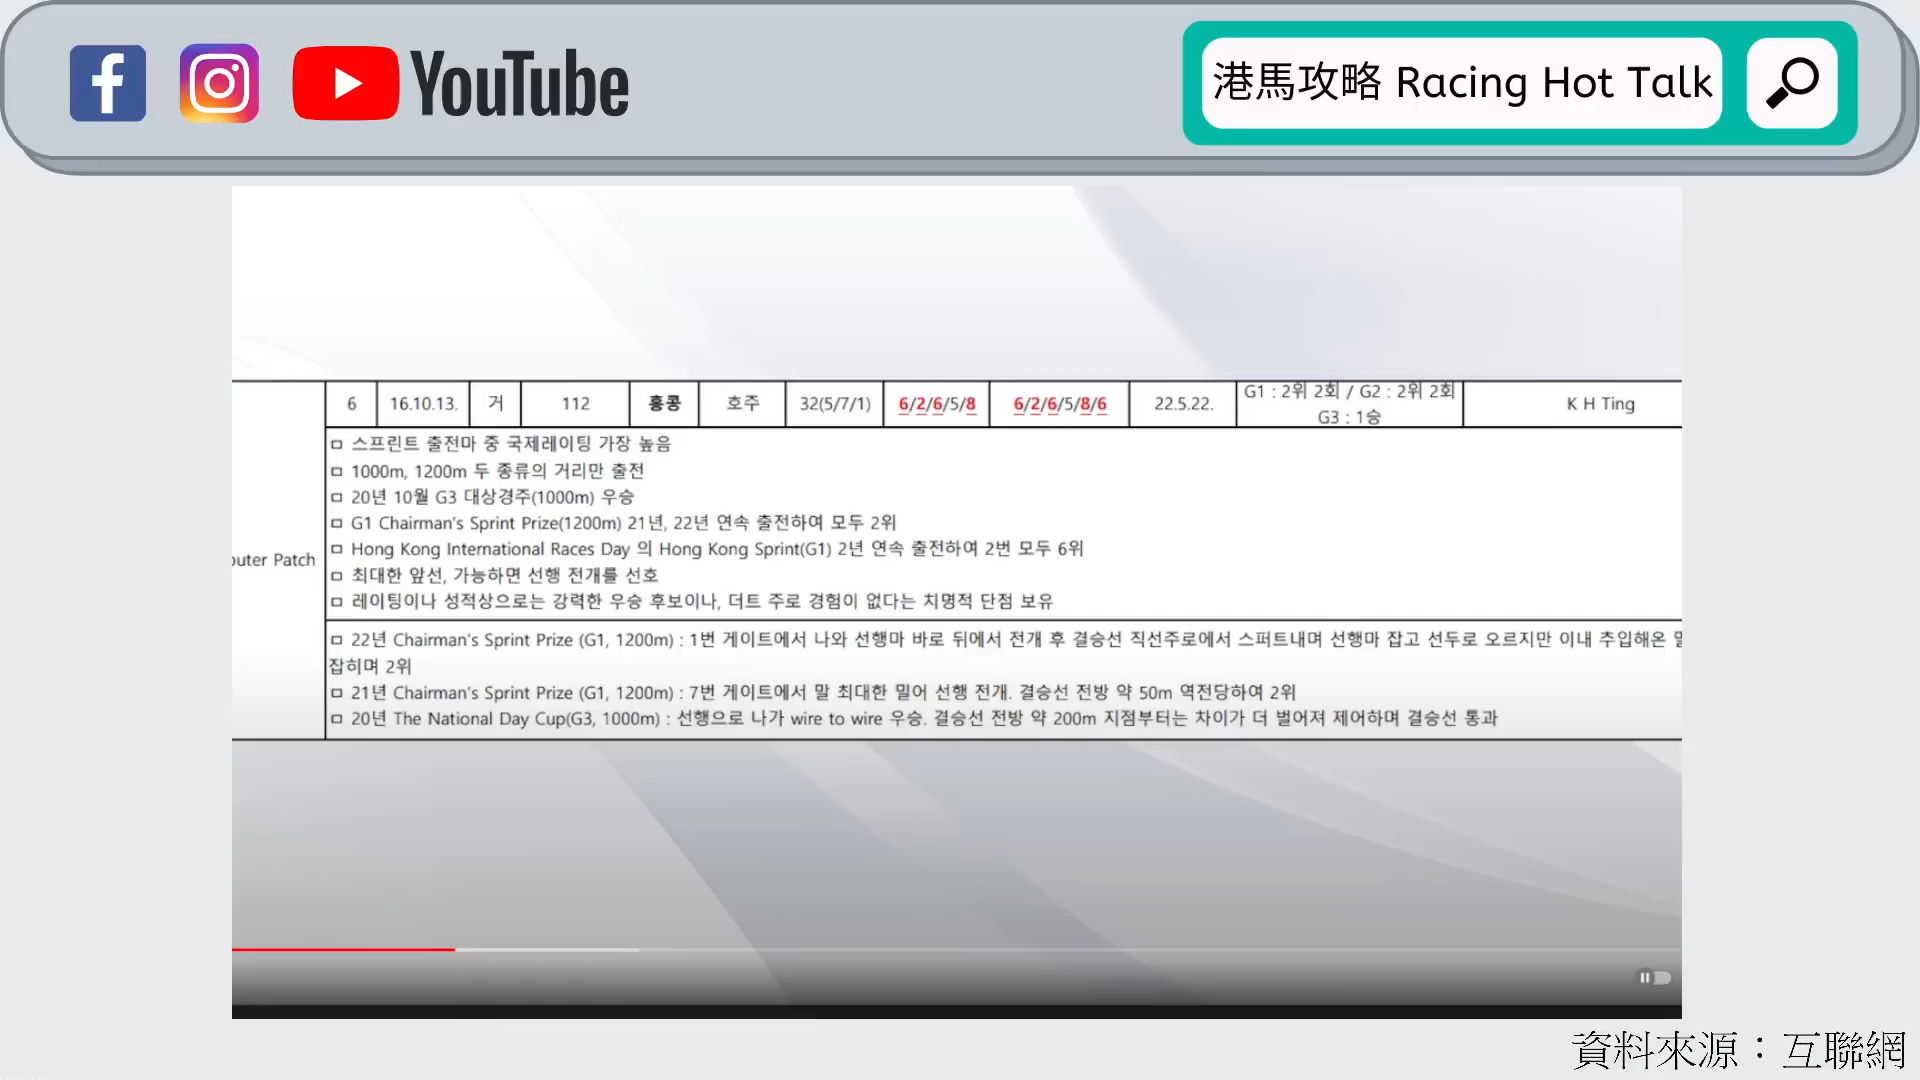 YouTube
港馬攻略 Racing Hot Talk
6 16.10.13. 거 112 홍콩 호주 32(5/7/1) 6/2/6/5/8 6/2/6/5/8/6 22.5.22. G1 : 2위 2회 / G2 : 2위 2회 K H Ting
G3 : 1승
outer Patch
▫ 스프린트 출전마 중 국제레이팅 가장 높음
▫ 1000m, 1200m 두 종류의 거리만 출전
▫ 20년 10월 G3 대상경주(1000m) 우승
▫ G1 Chairman's Sprint Prize(1200m) 21년, 22년 연속 출전하여 모두 2위
▫ Hong Kong International Races Day 의 Hong Kong Sprint(G1) 2년 연속 출전하여 2번 모두 6위
▫ 최대한 앞선, 가능하면 선행 전개를 선호
▫ 레이팅이나 성적상으로는 강력한 우승 후보이나, 더트 주로 경험이 없다는 치명적 단점 보유
▫ 22년 Chairman's Sprint Prize (G1, 1200m) : 1번 게이트에서 나와 선행마 바로 뒤에서 전개 후 결승선 직선주로에서 스퍼트내며 선행마 잡고 선두로 오르지만 이내 추입해온
잡히며 2위
▫ 21년 Chairman's Sprint Prize (G1, 1200m) : 7번 게이트에서 말 최대한 밀어 선행 전개. 결승선 전방 약 50m 역전당하여 2위
▫ 20년 The National Day Cup(G3, 1000m) : 선행으로 나가 wire to wire 우승. 결승선 전방 약 200m 지점부터는 차이가 더 벌어져 제어하며 결승선 통과
資料來源：互聯網